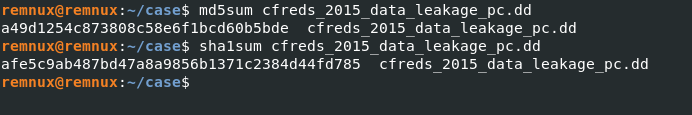 remnux@remnux:~/case$ md5sum cfreds_2015_data_leakage_pc.dd
a49d1254c873808c58e6f1bcd60b5bde  cfreds_2015_data_leakage_pc.dd
remnux@remnux:~/case$ sha1sum cfreds_2015_data_leakage_pc.dd
afe5c9ab487bd47a8a9856b1371c2384d44fd785  cfreds_2015_data_leakage_pc.dd
remnux@remnux:~/case$